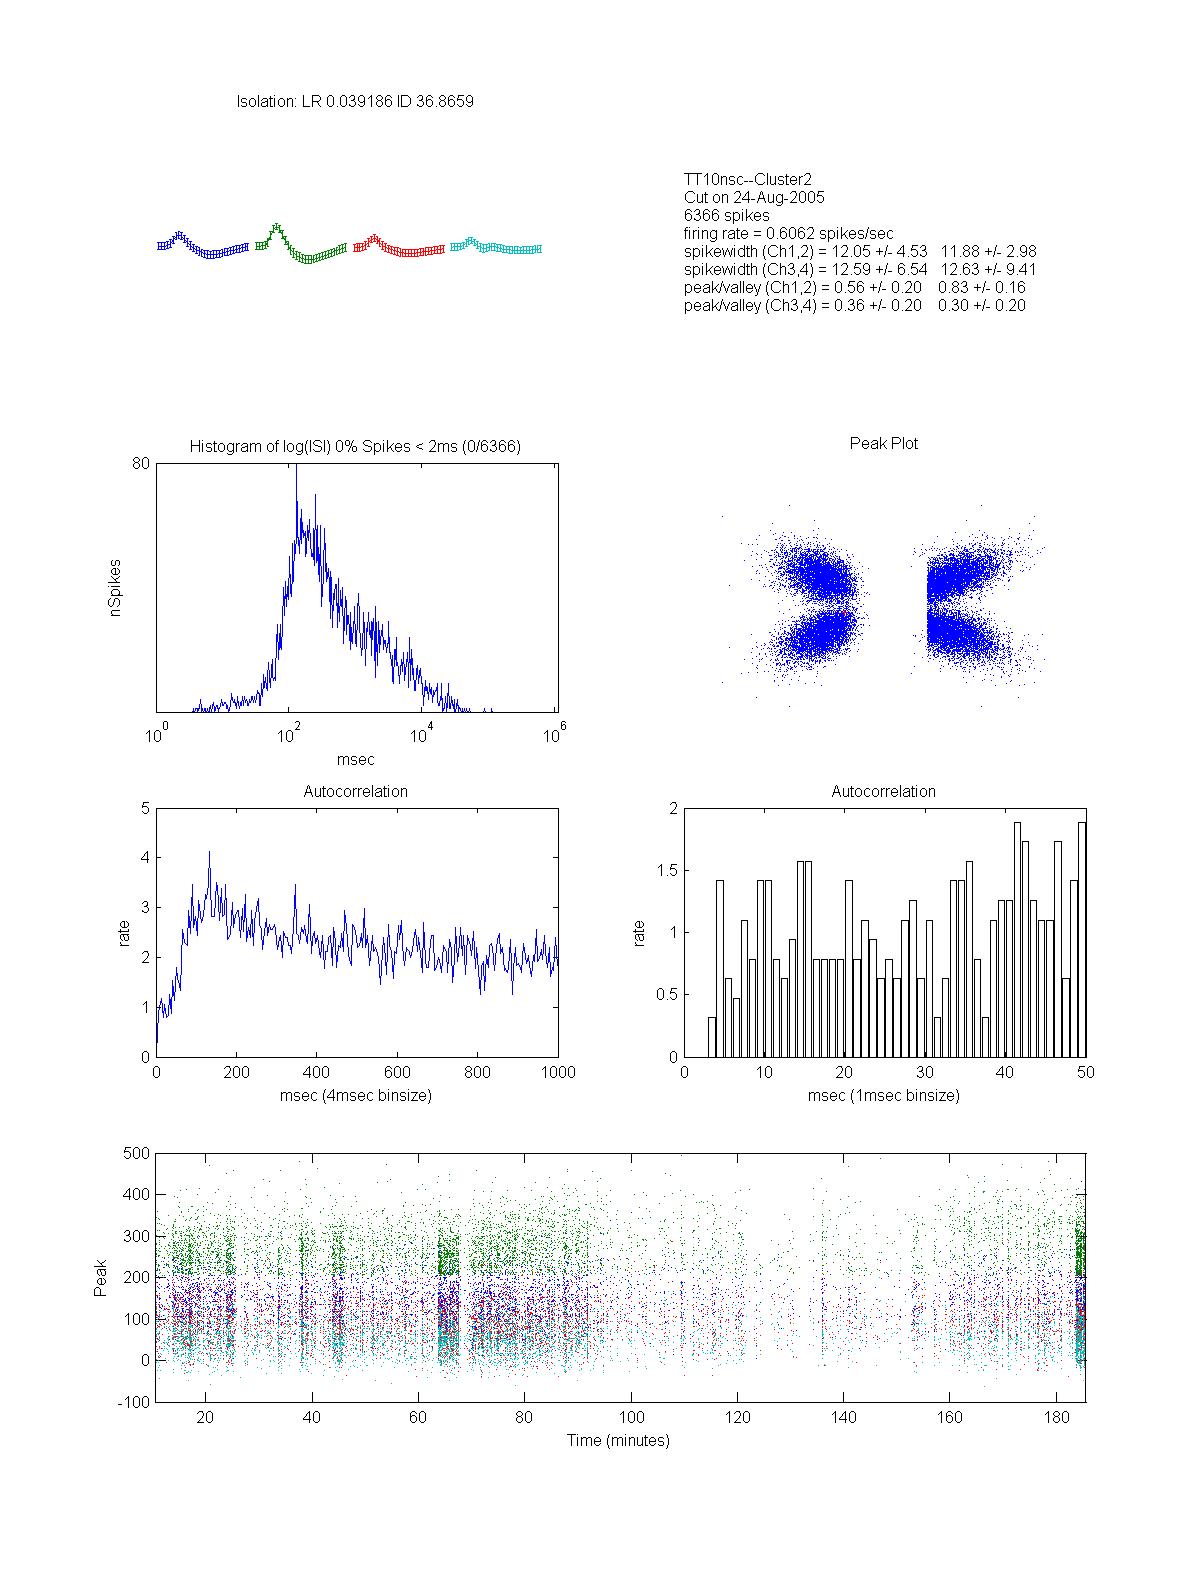 Isolation: LR 0.039186 ID 36.8659
TT10nsc--Cluster2
Cut on 24-Aug-2005
6366 spikes
firing rate = 0.6062 spikes/sec
spikewidth (Ch1,2) = 12.05 +/- 4.53 11.88 +/- 2.98
spikewidth (Ch3,4) = 12.59 +/- 6.54 12.63 +/- 9.41
peak/valley (Ch1,2) = 0.56 +/- 0.20 0.83 +/- 0.16
peak/valley (Ch3,4) = 0.36 +/- 0.20 0.30 +/- 0.20
Histogram of log(ISI) 0% Spikes < 2ms (0/6366)
80
nSpikes
10^0 10^2 10^4 10^6
msec
Peak Plot
Autocorrelation
5
4
3
2
1
0
rate
0 200 400 600 800 1000
msec (4msec binsize)
Autocorrelation
2
1.5
1
0.5
0
rate
0 10 20 30 40 50
msec (1msec binsize)
500
400
300
200
100
0
-100
Peak
20 40 60 80 100 120 140 160 180
Time (minutes)